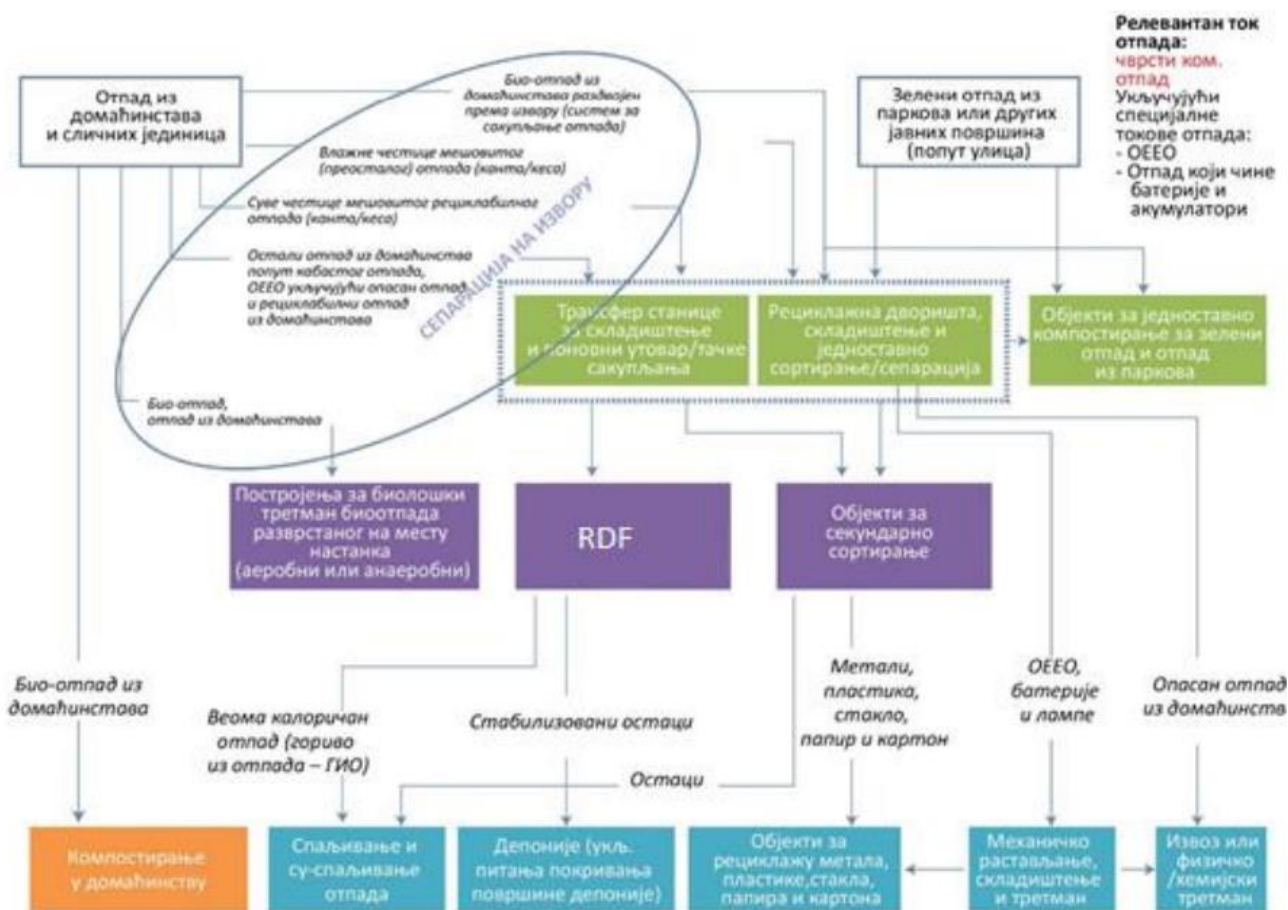 Релевантан ток
отпада:
чврсти ком.
отпад
Укључујући
специјалне
токове отпада:
- ОЕЕО
- Отпад који чине
батерије и
акумулатори
Отпад из
домаћинстава
и сличних јединица
Био-отпад из
домаћинстава раздвојен
према извору (систем за
сакупљање отпада)
Зелени отпад из
паркова или других
јавних површина
(попут улица)
Влажне честице мешовитог
(преосталог) отпада (канта/кеса)
Суве честице мешовитог рециклабилног
отпада (канта/кеса)
Остали отпад из домаћинства
попут кабастог отпада,
ОЕЕО укључујући опасан отпад
и рециклабилни отпад
из домаћинстава
СЕПАРАЦИЈА НА ИЗВОРУ
Био-отпад,
отпад из домаћинства
Трансфер станице
за складиштење
и поновни утовар/тачке
сакупљања
Рециклажна дворишта,
складиштење и
једноставно
сортирање/сепарација
Објекти за једноставно
компостирање за зелени
отпад и отпад
из паркова
Постројења за биолошки
третман биоотпада
разврстаног на месту
настанка
(аеробни или анаеробни)
RDF
Објекти за
секундарно
сортирање
Био-отпад из
домаћинстава
Веома калоричан
отпад (гориво
из отпада – ГИО)
Стабилизовани остаци
Остаци
Метали,
пластика,
стакло,
папир и картон
ОЕЕО,
батерије
и лампе
Опасан отпад
из домаћинств
Компостирање
у домаћинству
Спаљивање и
су-спаљивање
отпада
Депоније (укљ.
питања покривања
површине депоније)
Објекти за
рециклажу метала,
пластике,стакла,
папира и картона
Механичко
растављање,
складиштење
и третман
Извоз или
физичко
/хемијски
третман